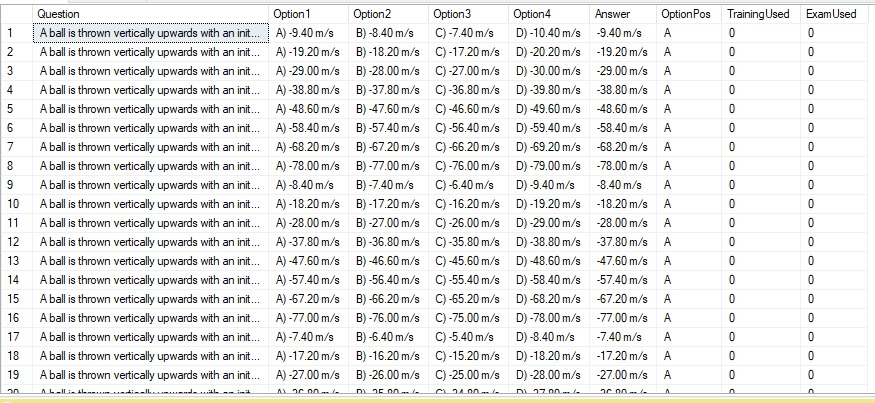 Question Option1 Option2 Option3 Option4 Answer OptionPos TrainingUsed ExamUsed
1 A ball is thrown vertically upwards with an init... A) -9.40 m/s B) -8.40 m/s C) -7.40 m/s D) -10.40 m/s -9.40 m/s A 0 0
2 A ball is thrown vertically upwards with an init... A) -19.20 m/s B) -18.20 m/s C) -17.20 m/s D) -20.20 m/s -19.20 m/s A 0 0
3 A ball is thrown vertically upwards with an init... A) -29.00 m/s B) -28.00 m/s C) -27.00 m/s D) -30.00 m/s -29.00 m/s A 0 0
4 A ball is thrown vertically upwards with an init... A) -38.80 m/s B) -37.80 m/s C) -36.80 m/s D) -39.80 m/s -38.80 m/s A 0 0
5 A ball is thrown vertically upwards with an init... A) -48.60 m/s B) -47.60 m/s C) -46.60 m/s D) -49.60 m/s -48.60 m/s A 0 0
6 A ball is thrown vertically upwards with an init... A) -58.40 m/s B) -57.40 m/s C) -56.40 m/s D) -59.40 m/s -58.40 m/s A 0 0
7 A ball is thrown vertically upwards with an init... A) -68.20 m/s B) -67.20 m/s C) -66.20 m/s D) -69.20 m/s -68.20 m/s A 0 0
8 A ball is thrown vertically upwards with an init... A) -78.00 m/s B) -77.00 m/s C) -76.00 m/s D) -79.00 m/s -78.00 m/s A 0 0
9 A ball is thrown vertically upwards with an init... A) -8.40 m/s B) -7.40 m/s C) -6.40 m/s D) -9.40 m/s -8.40 m/s A 0 0
10 A ball is thrown vertically upwards with an init... A) -18.20 m/s B) -17.20 m/s C) -16.20 m/s D) -19.20 m/s -18.20 m/s A 0 0
11 A ball is thrown vertically upwards with an init... A) -28.00 m/s B) -27.00 m/s C) -26.00 m/s D) -29.00 m/s -28.00 m/s A 0 0
12 A ball is thrown vertically upwards with an init... A) -37.80 m/s B) -36.80 m/s C) -35.80 m/s D) -38.80 m/s -37.80 m/s A 0 0
13 A ball is thrown vertically upwards with an init... A) -47.60 m/s B) -46.60 m/s C) -45.60 m/s D) -48.60 m/s -47.60 m/s A 0 0
14 A ball is thrown vertically upwards with an init... A) -57.40 m/s B) -56.40 m/s C) -55.40 m/s D) -58.40 m/s -57.40 m/s A 0 0
15 A ball is thrown vertically upwards with an init... A) -67.20 m/s B) -66.20 m/s C) -65.20 m/s D) -68.20 m/s -67.20 m/s A 0 0
16 A ball is thrown vertically upwards with an init... A) -77.00 m/s B) -76.00 m/s C) -75.00 m/s D) -78.00 m/s -77.00 m/s A 0 0
17 A ball is thrown vertically upwards with an init... A) -7.40 m/s B) -6.40 m/s C) -5.40 m/s D) -8.40 m/s -7.40 m/s A 0 0
18 A ball is thrown vertically upwards with an init... A) -17.20 m/s B) -16.20 m/s C) -15.20 m/s D) -18.20 m/s -17.20 m/s A 0 0
19 A ball is thrown vertically upwards with an init... A) -27.00 m/s B) -26.00 m/s C) -25.00 m/s D) -28.00 m/s -27.00 m/s A 0 0